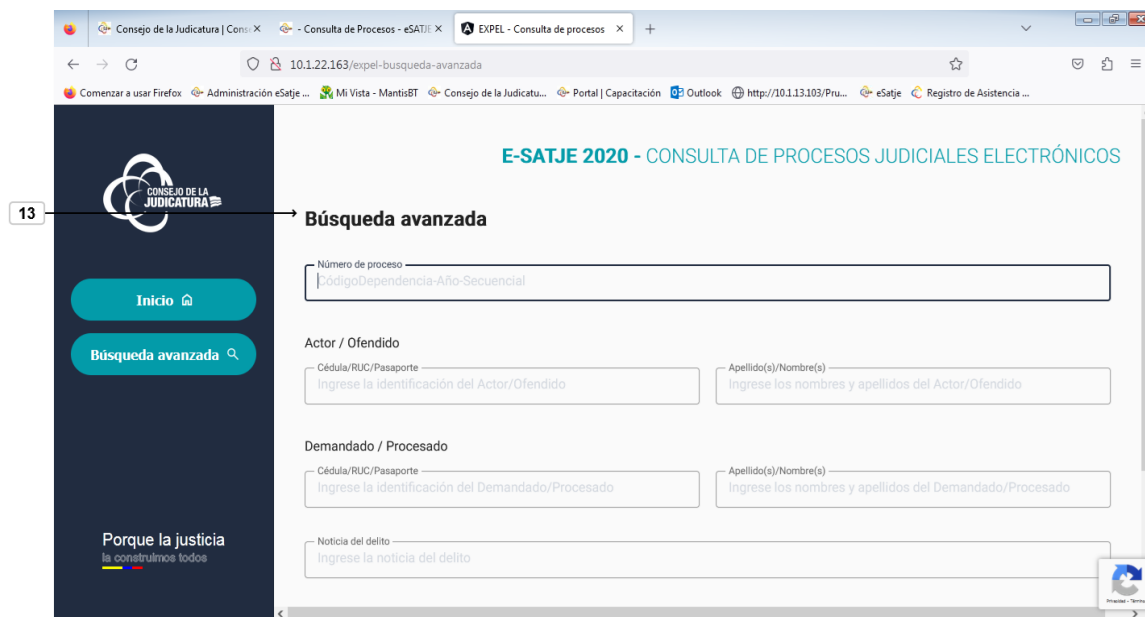 Consejo de la Judicatura | Cons
- Consulta de Procesos - eSATJE
EXPEL - Consulta de procesos
10.1.22.163/expel-busqueda-avanzada
Comenzar a usar Firefox
Administración eSatje ...
Mi Vista - MantisBT
Consejo de la Judicatu...
Portal | Capacitación
Outlook
http://10.1.13.103/Pru...
eSatje
Registro de Asistencia ...
CONSEJO DE LA
JUDICATURA
E-SATJE 2020 - CONSULTA DE PROCESOS JUDICIALES ELECTRÓNICOS
13
Búsqueda avanzada
Inicio
Búsqueda avanzada
Número de proceso
CódigoDependencia-Año-Secuencial
Actor / Ofendido
Cédula/RUC/Pasaporte
Ingrese la identificación del Actor/Ofendido
Apellido(s)/Nombre(s)
Ingrese los nombres y apellidos del Actor/Ofendido
Demandado / Procesado
Cédula/RUC/Pasaporte
Ingrese la identificación del Demandado/Procesado
Apellido(s)/Nombre(s)
Ingrese los nombres y apellidos del Demandado/Procesado
Noticia del delito
Ingrese la noticia del delito
Porque la justicia
la construimos todos
Privacidad - Térmi